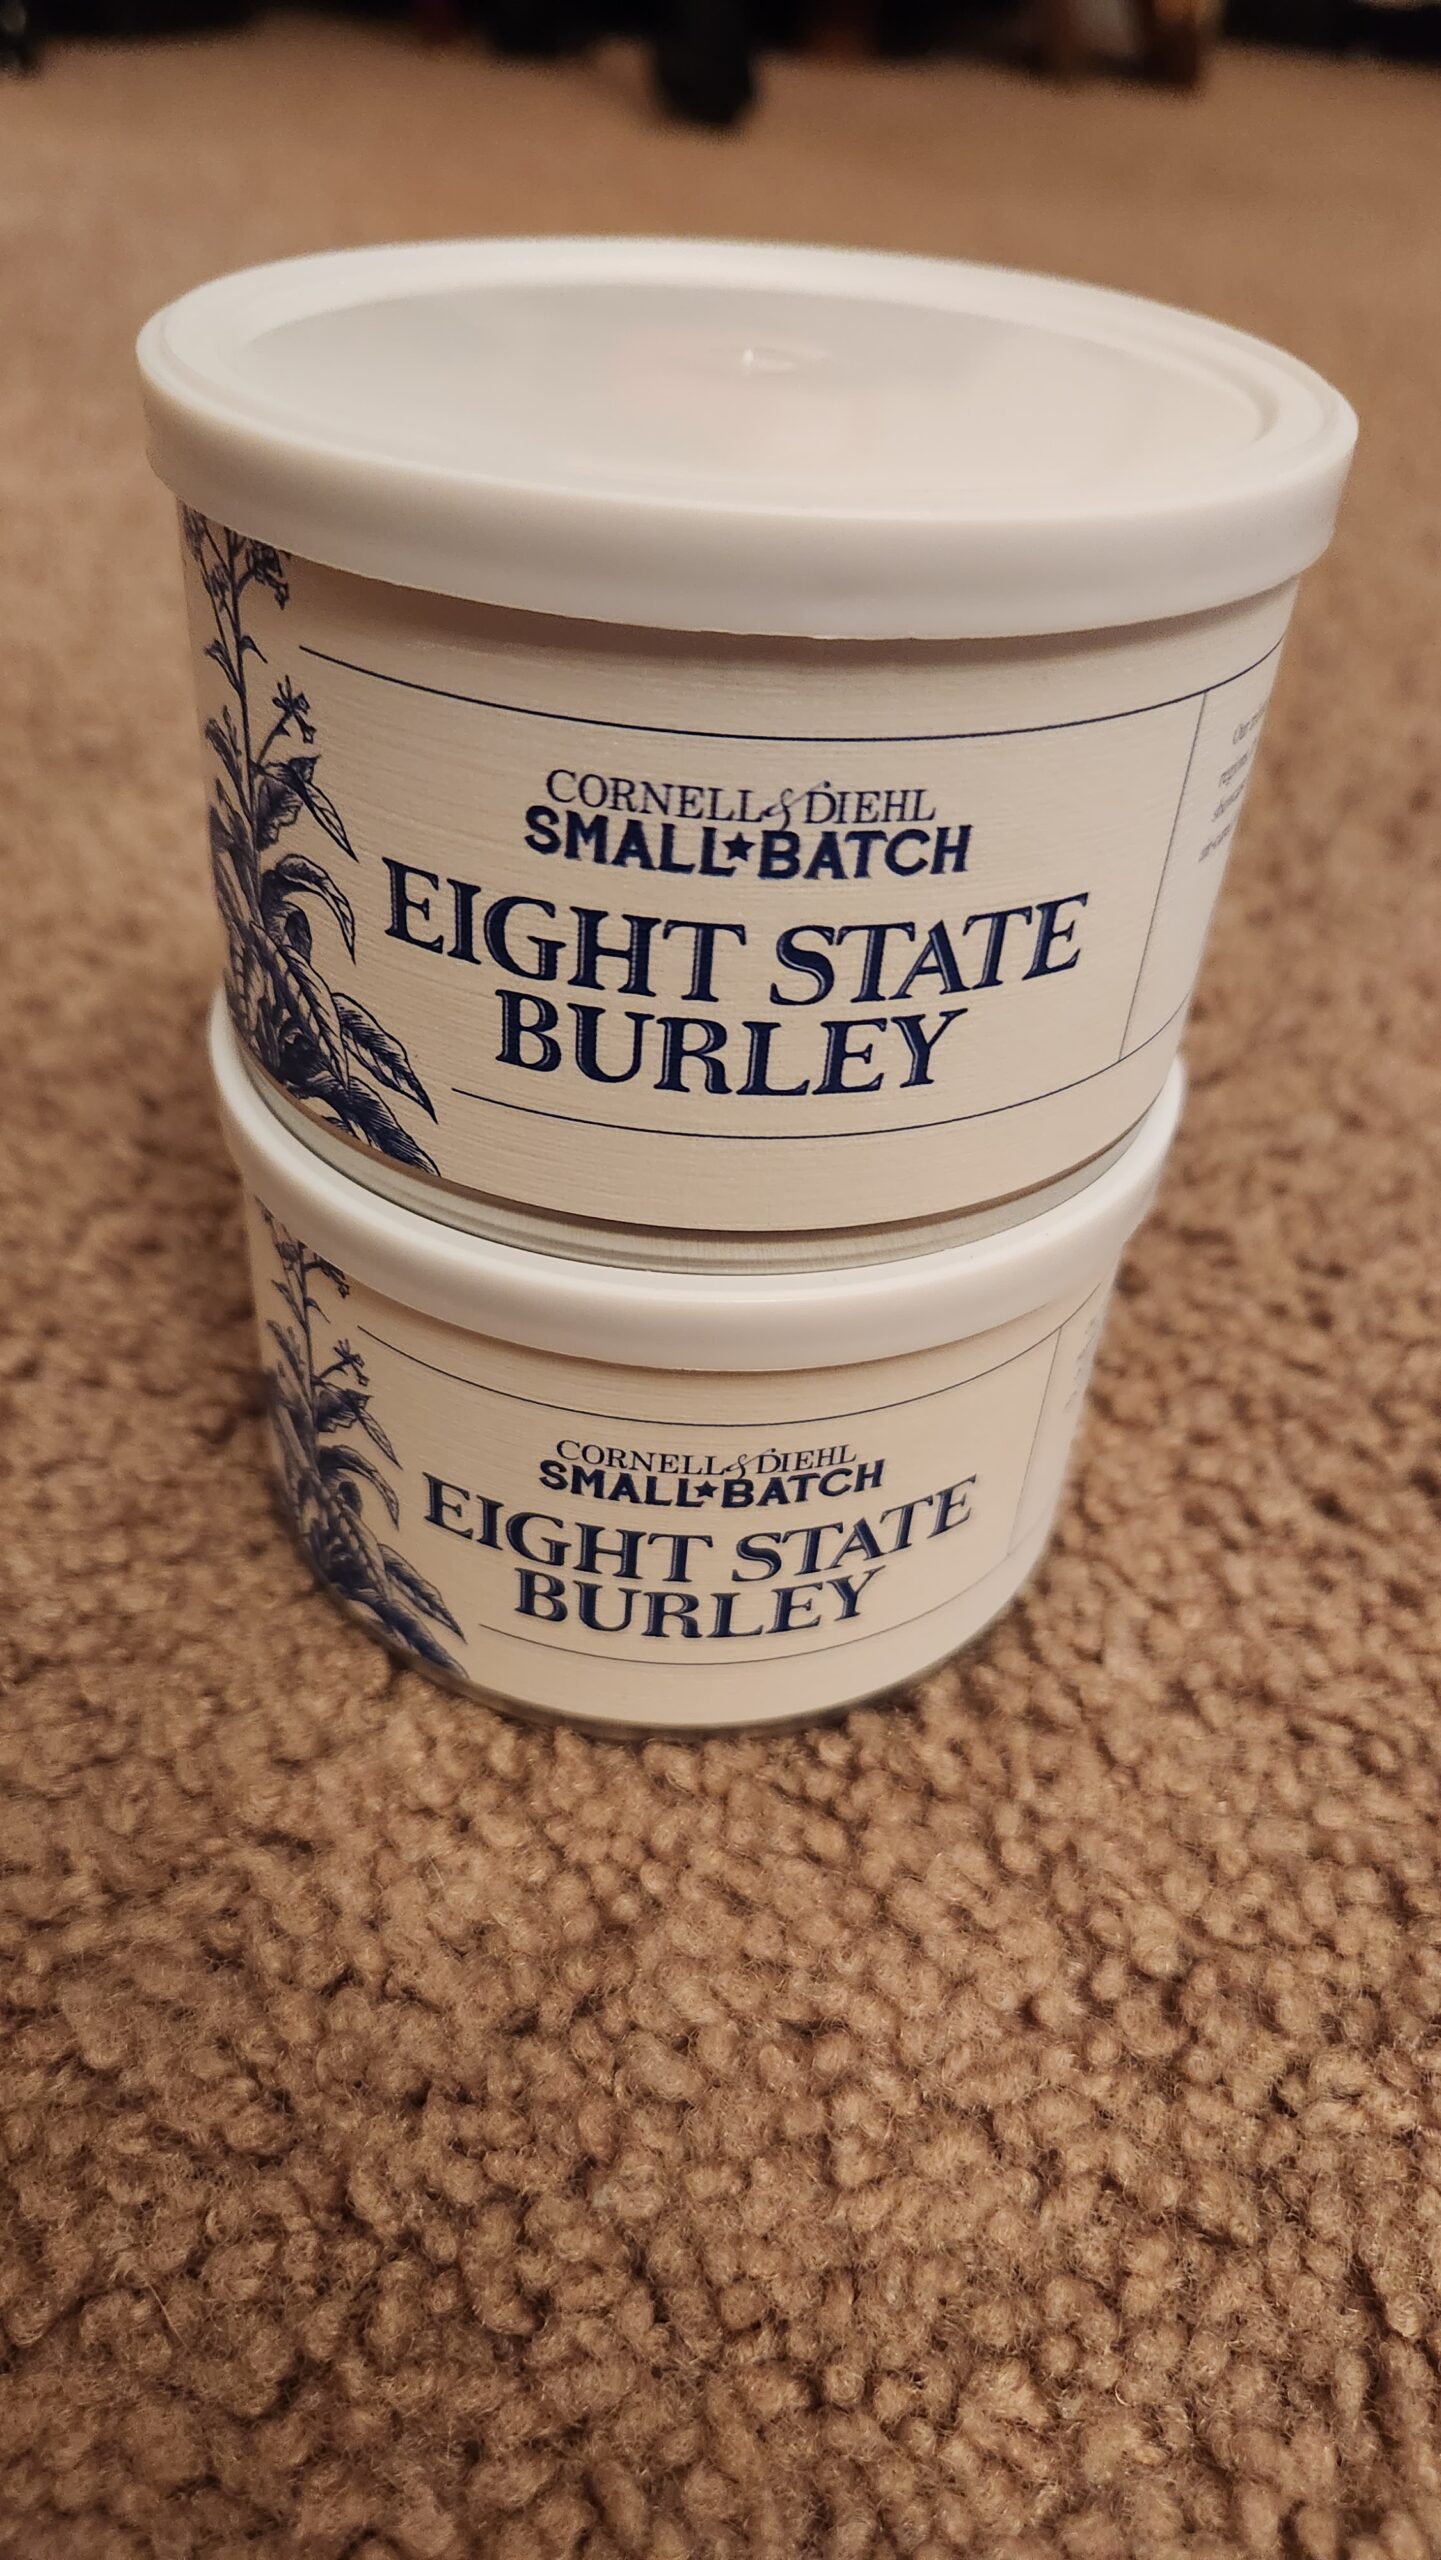 CORNELL & DIEHL
SMALL★BATCH
EIGHT STATE
BURLEY
CORNELL & DIEHL
SMALL★BATCH
EIGHT STATE
BURLEY